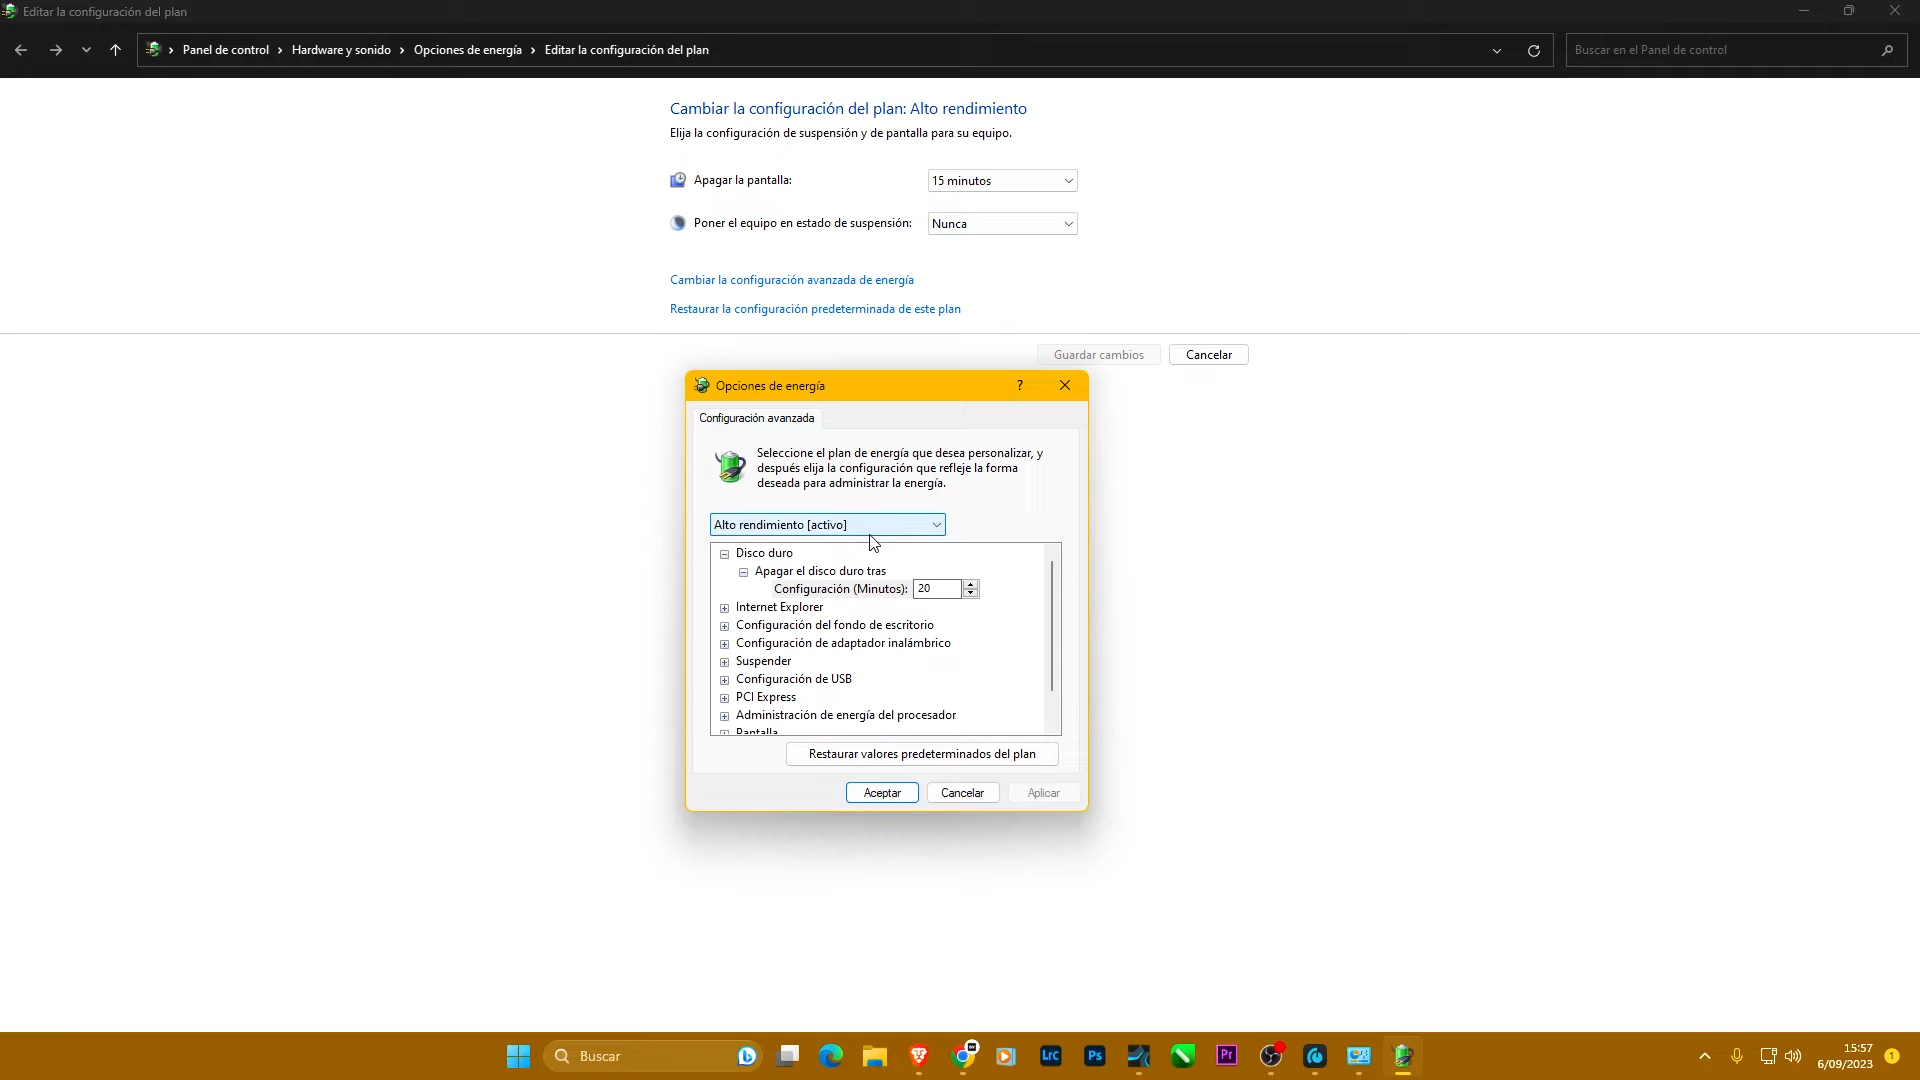 Editar la configuración del plan
Panel de control › Hardware y sonido › Opciones de energía › Editar la configuración del plan
Buscar en el Panel de control
Cambiar la configuración del plan: Alto rendimiento
Elija la configuración de suspensión y de pantalla para su equipo.
Apagar la pantalla: 15 minutos
Poner el equipo en estado de suspensión: Nunca
Cambiar la configuración avanzada de energía
Restaurar la configuración predeterminada de este plan
Guardar cambios Cancelar
Opciones de energía ?
Configuración avanzada
Seleccione el plan de energía que desea personalizar, y
después elija la configuración que refleje la forma
deseada para administrar la energía.
Alto rendimiento [activo]
Disco duro
Apagar el disco duro tras
Configuración (Minutos): 20
Internet Explorer
Configuración del fondo de escritorio
Configuración de adaptador inalámbrico
Suspender
Configuración de USB
PCI Express
Administración de energía del procesador
Pantalla
Restaurar valores predeterminados del plan
Aceptar Cancelar Aplicar
Buscar
LrC Ps Pr
15:57
6/09/2023
1